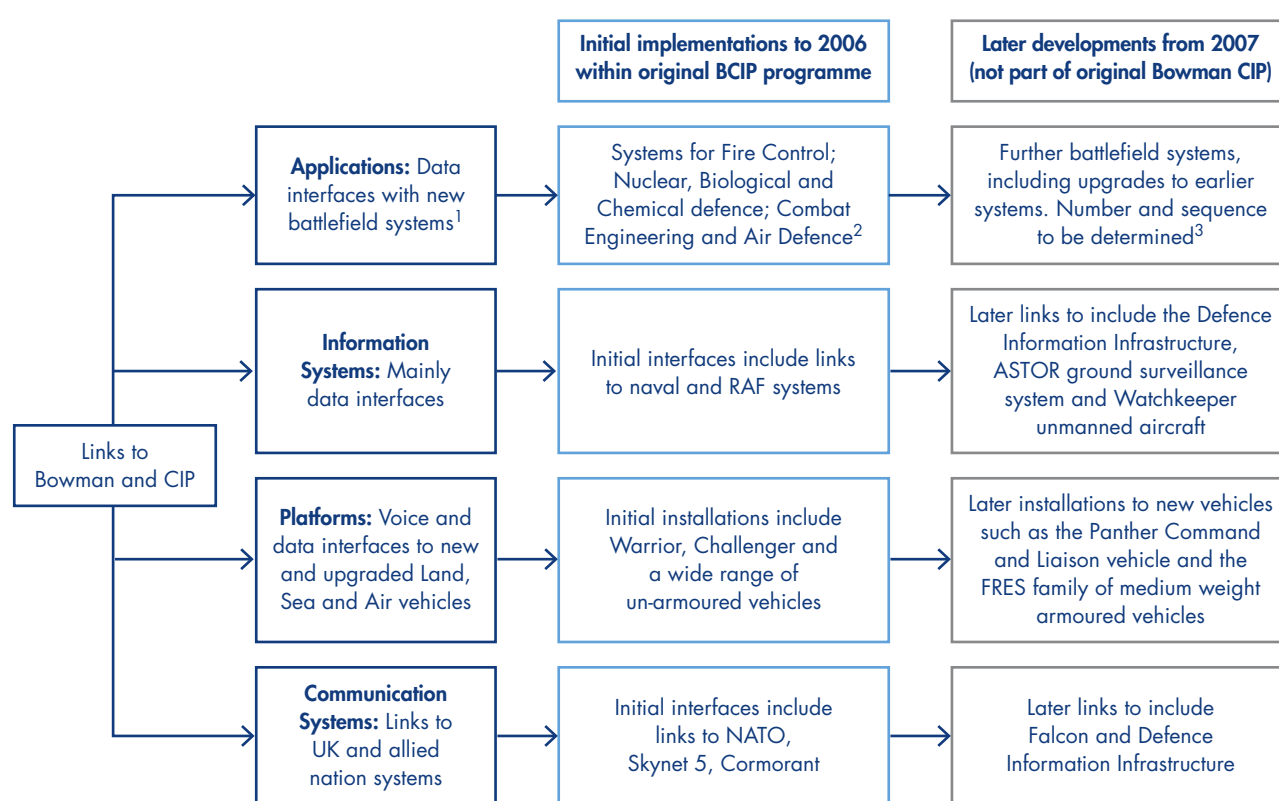 Initial implementations to 2006
within original BCIP programme
Later developments from 2007
(not part of original Bowman CIP)
Applications: Data
interfaces with new
battlefield systems1
Systems for Fire Control;
Nuclear, Biological and
Chemical defence; Combat
Engineering and Air Defence2
Further battlefield systems,
including upgrades to earlier
systems. Number and sequence
to be determined3
Information
Systems: Mainly
data interfaces
Initial interfaces include links
to naval and RAF systems
Later links to include the Defence
Information Infrastructure,
ASTOR ground surveillance
system and Watchkeeper
unmanned aircraft
Links to
Bowman and CIP
Platforms: Voice and
data interfaces to new
and upgraded Land,
Sea and Air vehicles
Initial installations include
Warrior, Challenger and
a wide range of
un-armoured vehicles
Later installations to new vehicles
such as the Panther Command
and Liaison vehicle and the
FRES family of medium weight
armoured vehicles
Communication
Systems: Links to
UK and allied
nation systems
Initial interfaces include
links to NATO,
Skynet 5, Cormorant
Later links to include
Falcon and Defence
Information Infrastructure